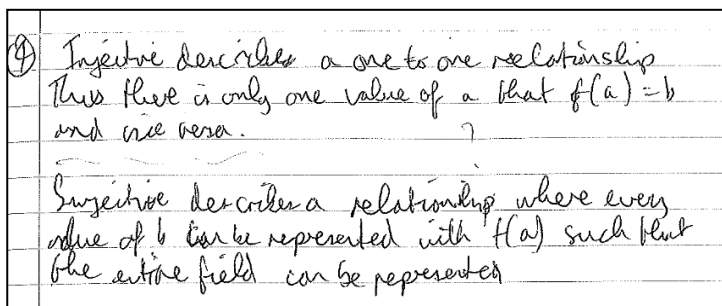 ④ Injective describes a one to one relationship
Thus there is only one value of a that f(a) = b
and vice versa. ?
Surjective describes a relationship where every
value of b can be represented with f(a) such that
the entire field can be represented